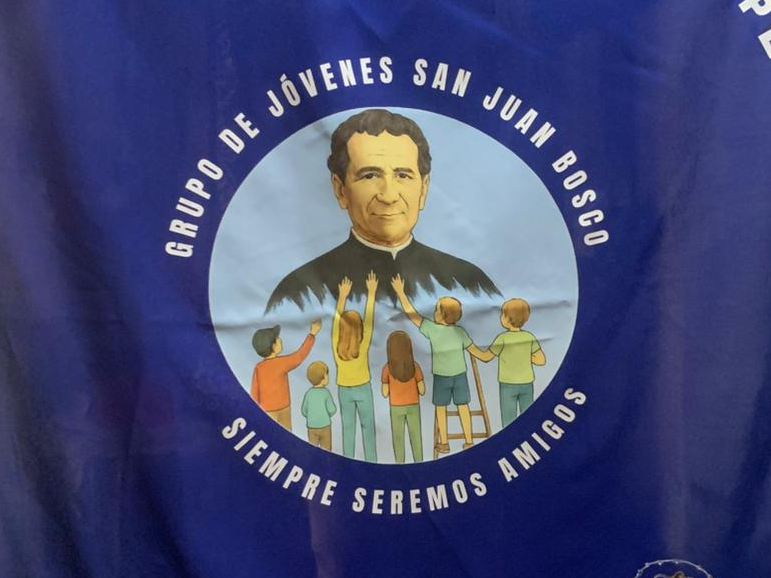 GRUPO DE JÓVENES SAN JUAN BOSCO
SIEMPRE SEREMOS AMIGOS